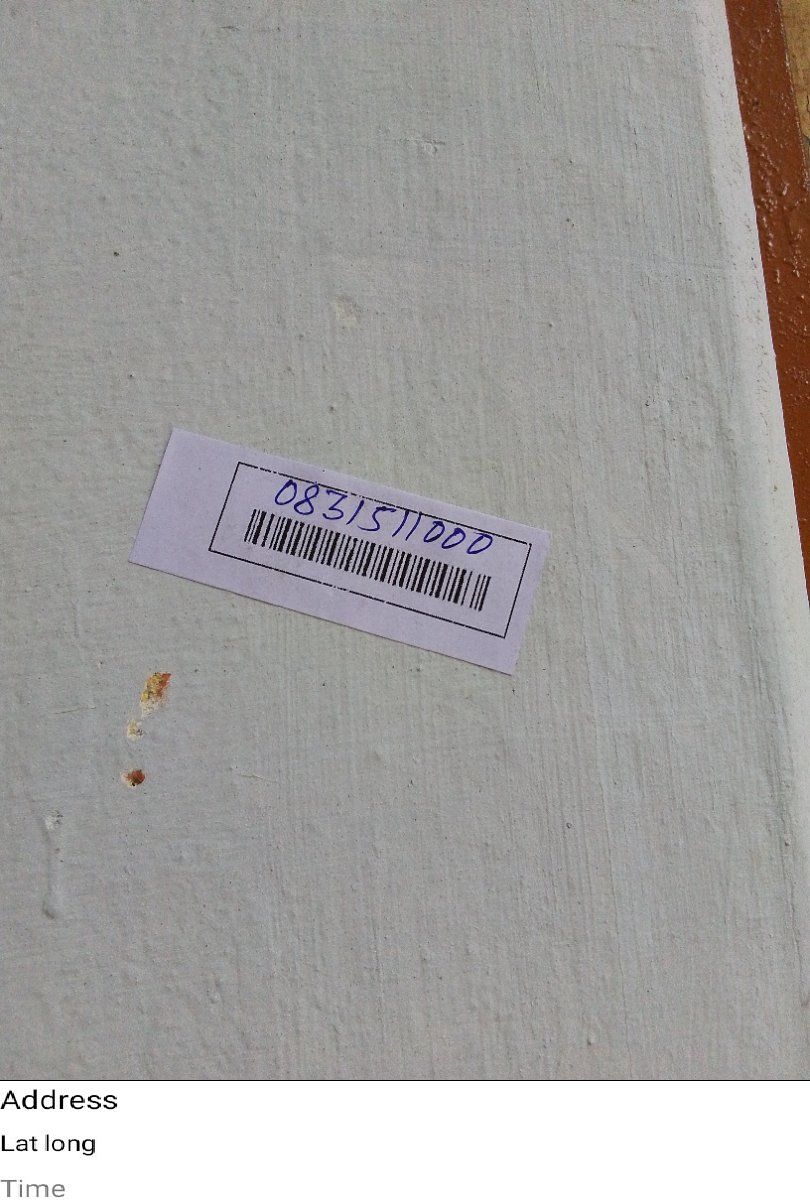 0831511000
Address
Lat long
Time